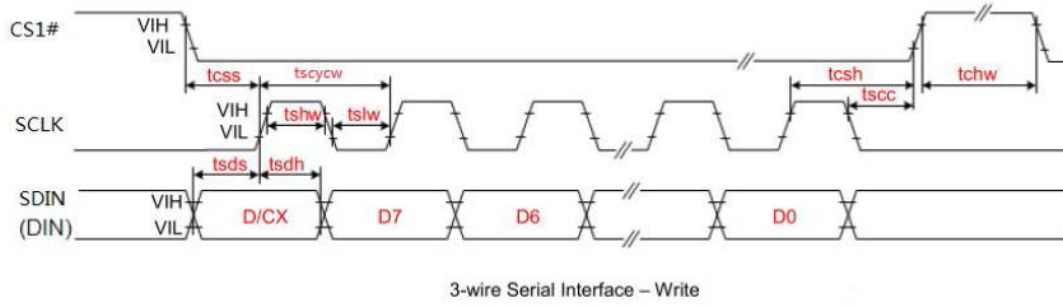 CS1#
VIH
VIL
tcss
tscycw
tcsh
tchw
tscc
SCLK
VIH
VIL
tshw
tslw
tsds
tsdh
SDIN
(DIN)
VIH
VIL
D/CX
D7
D6
D0
3-wire Serial Interface – Write